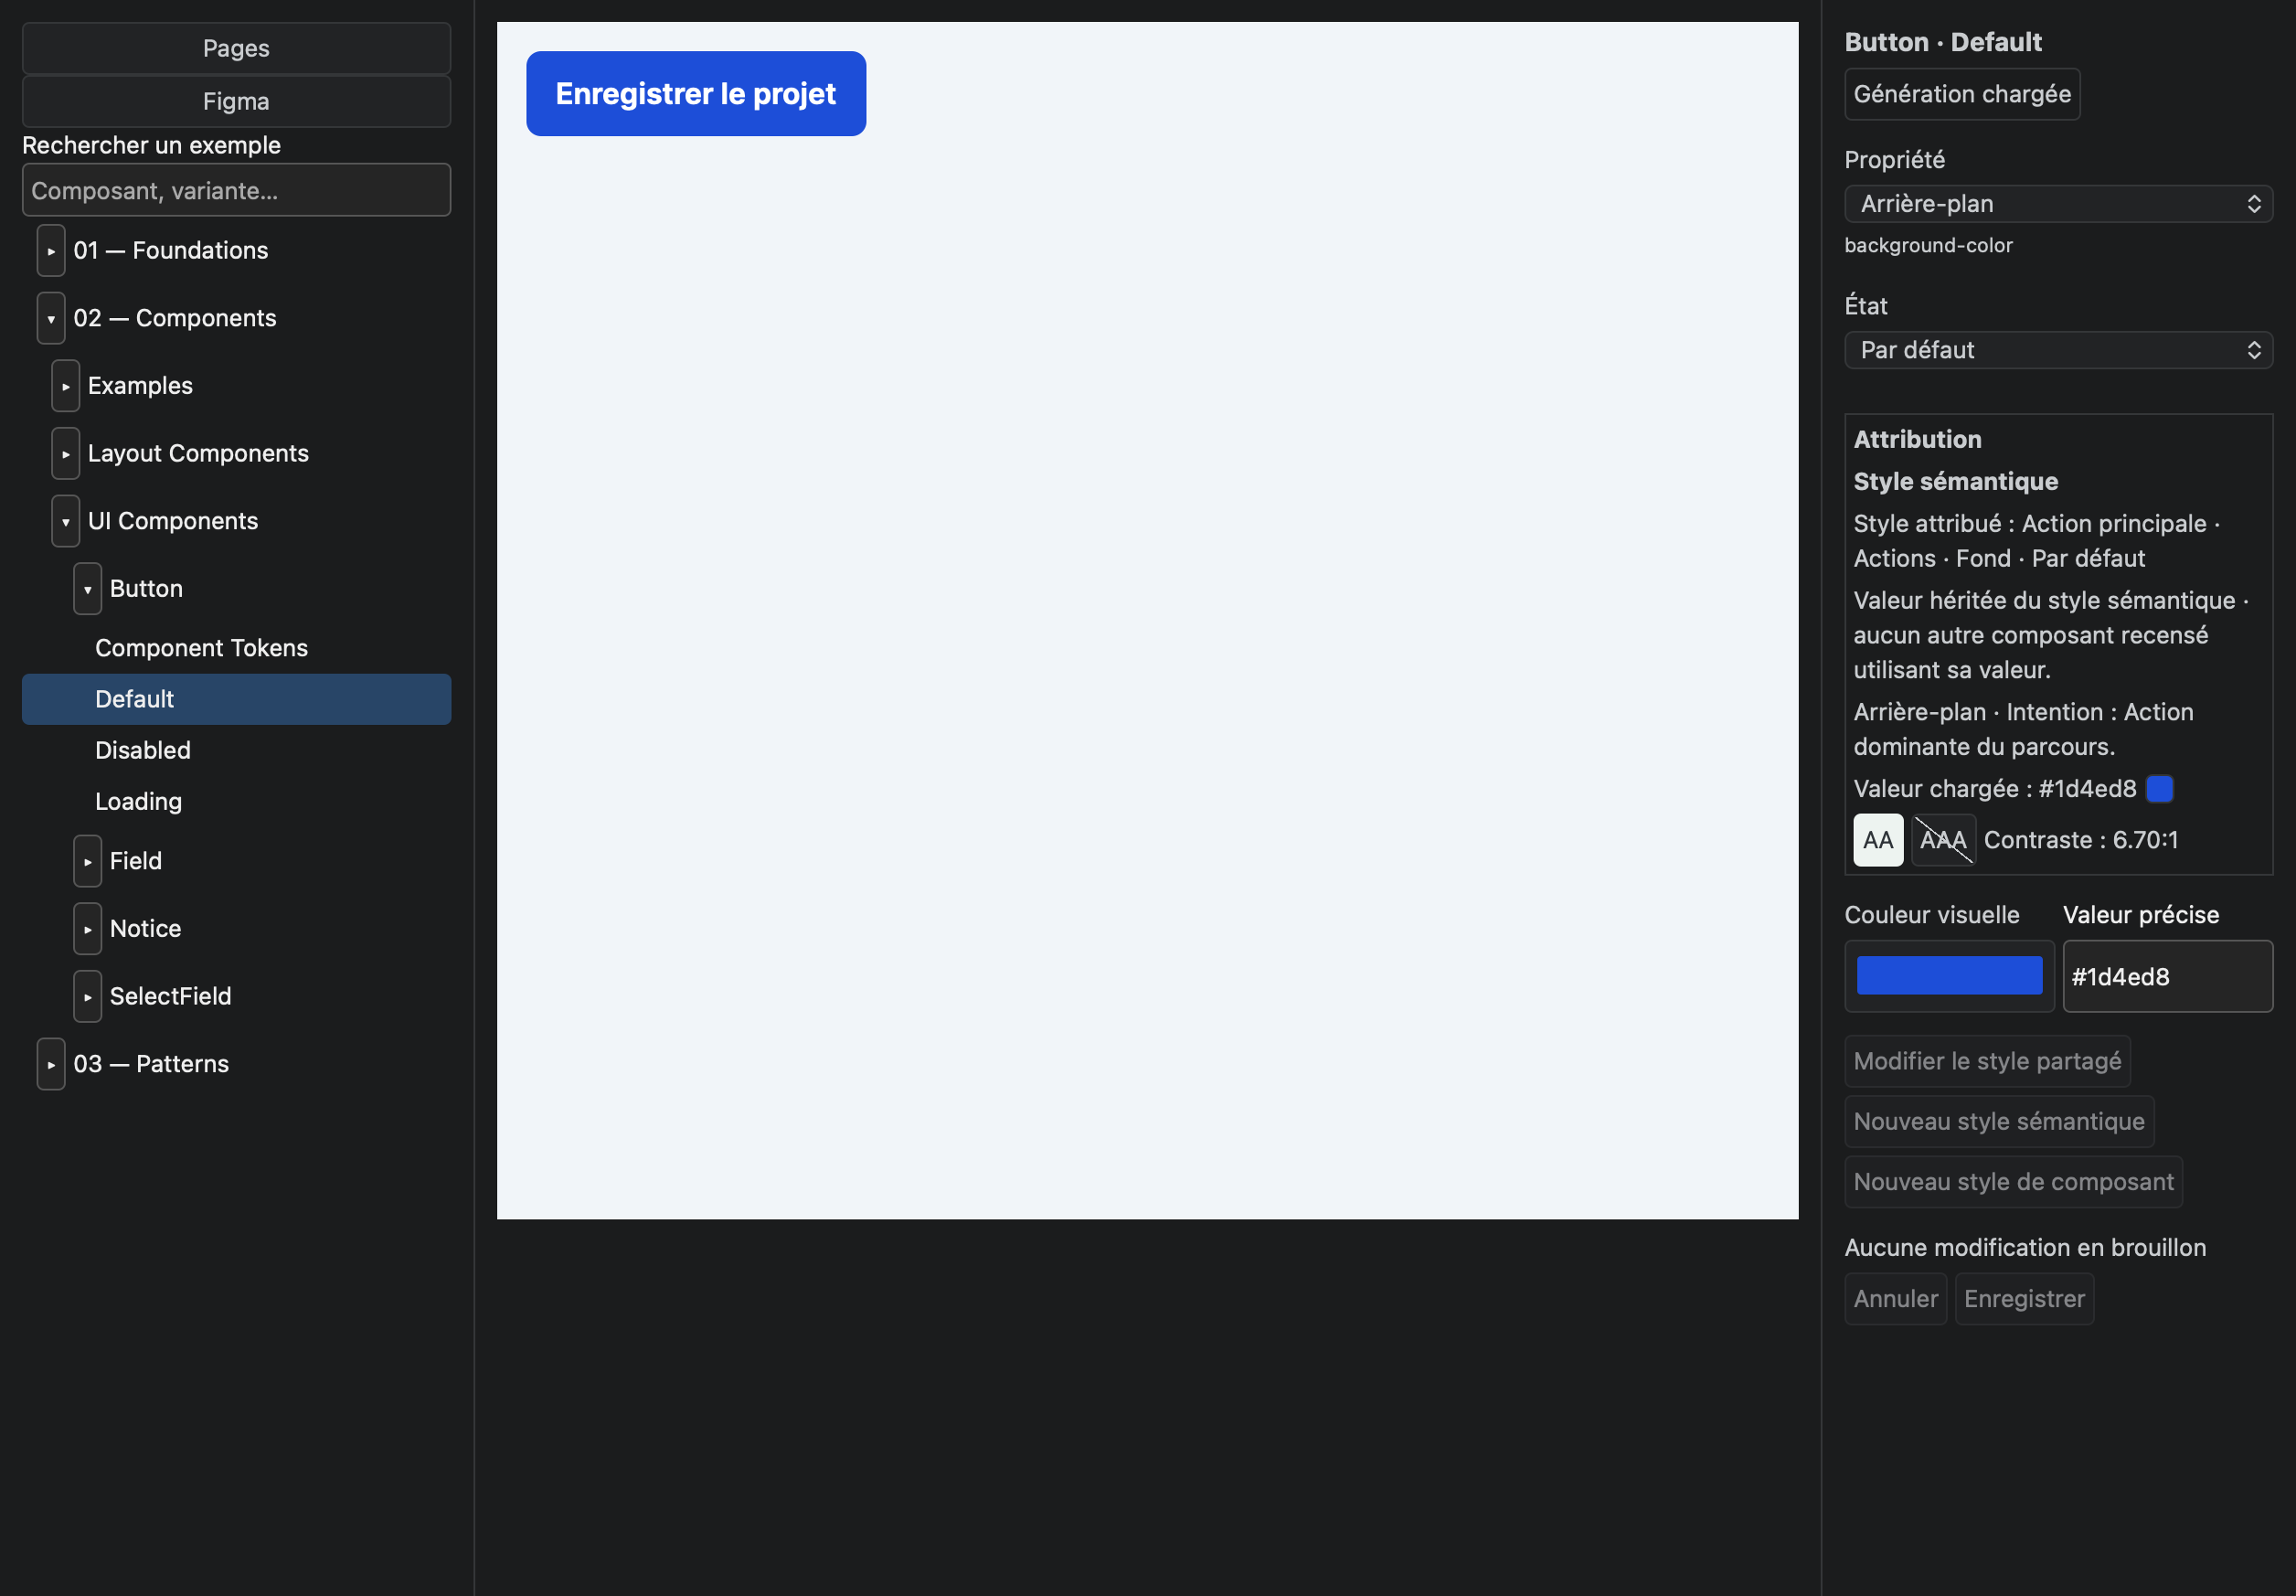 Pages
Figma
Rechercher un exemple
Composant, variante...
01 — Foundations
02 — Components
Examples
Layout Components
UI Components
Button
Component Tokens
Default
Disabled
Loading
Field
Notice
SelectField
03 — Patterns
Enregistrer le projet
Button · Default
Génération chargée
Propriété
Arrière-plan
background-color
État
Par défaut
Attribution
Style sémantique
Style attribué : Action principale ·
Actions · Fond · Par défaut
Valeur héritée du style sémantique ·
aucun autre composant recensé
utilisant sa valeur.
Arrière-plan · Intention : Action
dominante du parcours.
Valeur chargée : #1d4ed8
AA AAA Contraste : 6.70:1
Couleur visuelle Valeur précise
#1d4ed8
Modifier le style partagé
Nouveau style sémantique
Nouveau style de composant
Aucune modification en brouillon
Annuler Enregistrer